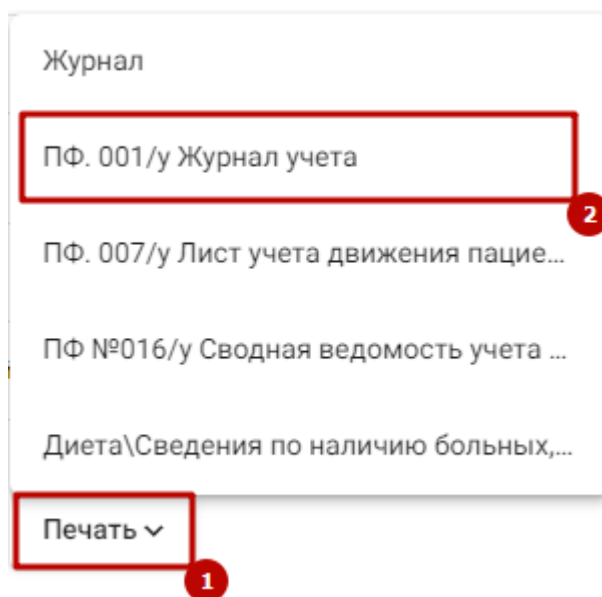 Журнал
ПФ. 001/у Журнал учета
2
ПФ. 007/у Лист учета движения пацие...
ПФ №016/у Сводная ведомость учета ...
Диета\Сведения по наличию больных,...
Печать
1